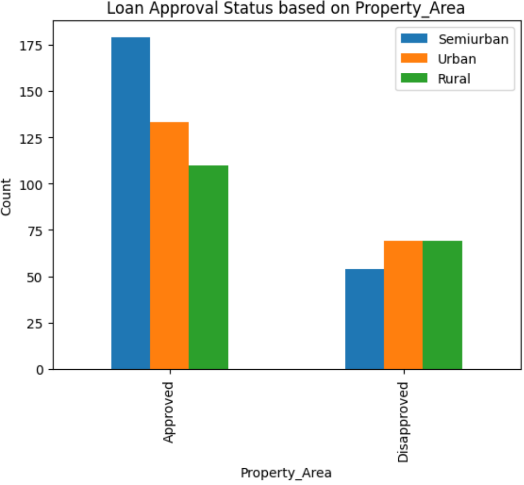 Loan Approval Status based on Property_Area
Semiurban
Urban
Rural
175
150
125
100
75
50
25
0
Count
Approved
Disapproved
Property_Area